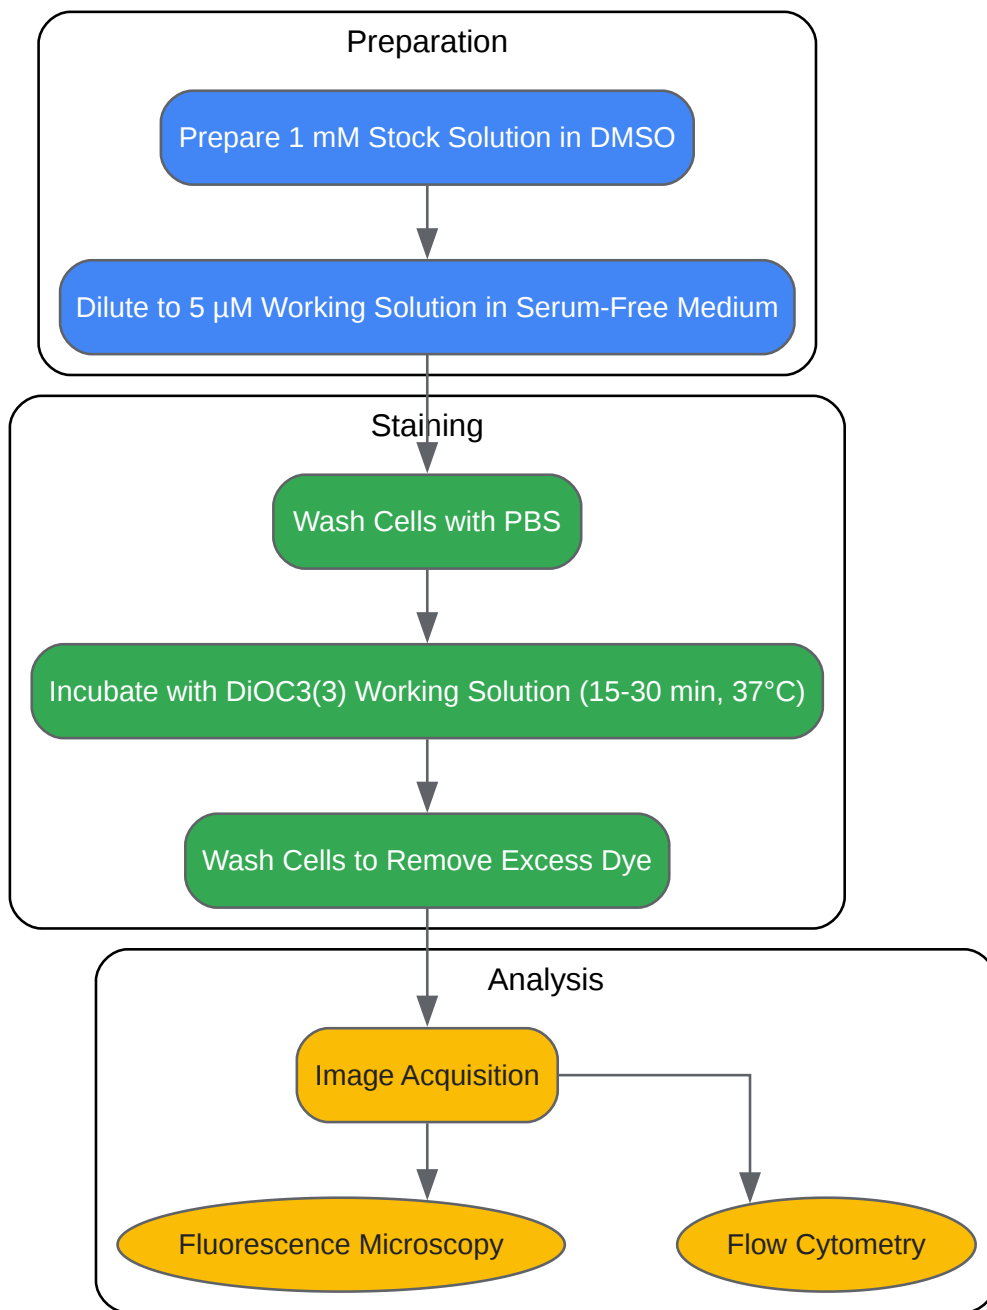 Preparation
Prepare 1 mM Stock Solution in DMSO
Dilute to 5 µM Working Solution in Serum-Free Medium
Staining
Wash Cells with PBS
Incubate with DiOC3(3) Working Solution (15-30 min, 37°C)
Wash Cells to Remove Excess Dye
Analysis
Image Acquisition
Fluorescence Microscopy
Flow Cytometry